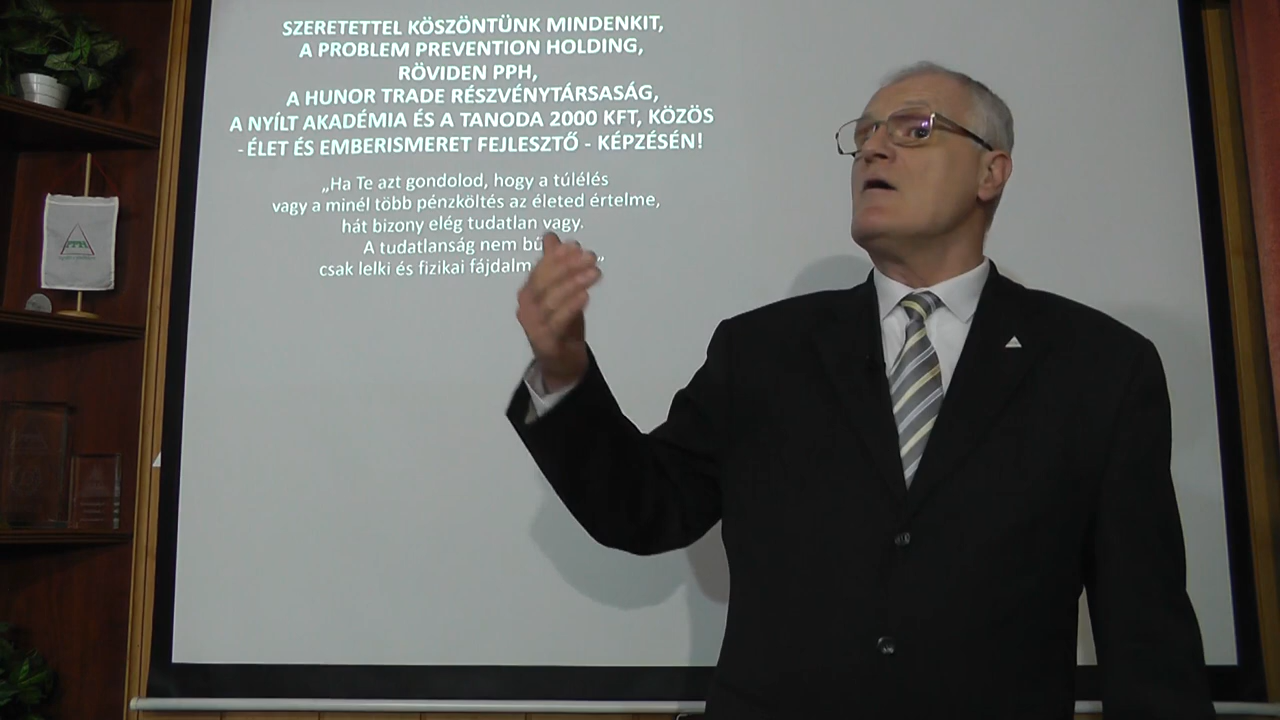 SZERETETTEL KÖSZÖNTÜNK MINDENKIT,
A PROBLEM PREVENTION HOLDING,
RÖVIDEN PPH,
A HUNOR TRADE RÉSZVÉNYTÁRSASÁG,
A NYÍLT AKADÉMIA ÉS A TANODA 2000 KFT, KÖZÖS
- ÉLET ÉS EMBERISMERET FEJLESZTŐ - KÉPZÉSÉN!
„Ha Te azt gondolod, hogy a túlélés
vagy a minél több pénzköltés az életed értelme,
hát bizony elég tudatlan vagy.
A tudatlanság nem
csak lelki és fizikai